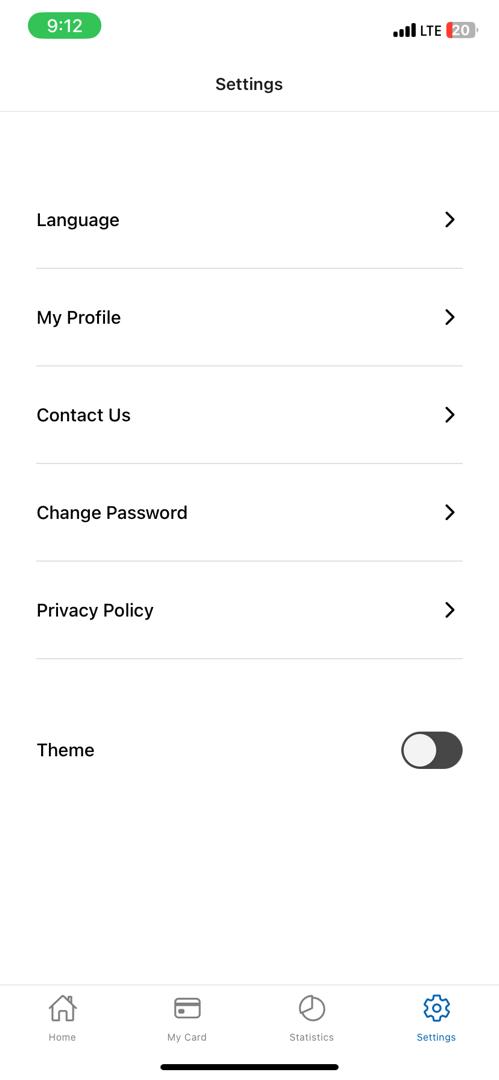 9:12
LTE 20
Settings
Language
My Profile
Contact Us
Change Password
Privacy Policy
Theme
Home My Card Statistics Settings